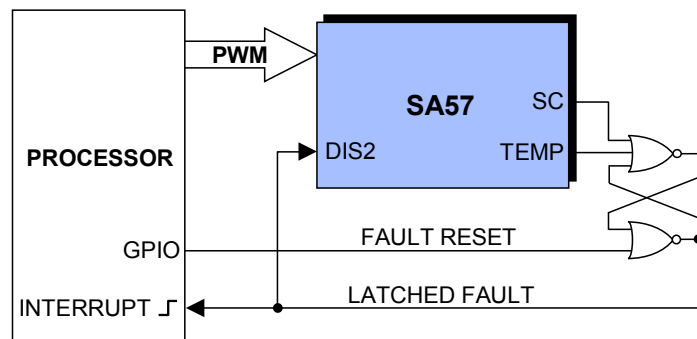 PWM
SA57
SC
DIS2
TEMP
PROCESSOR
GPIO
FAULT RESET
INTERRUPT
LATCHED FAULT